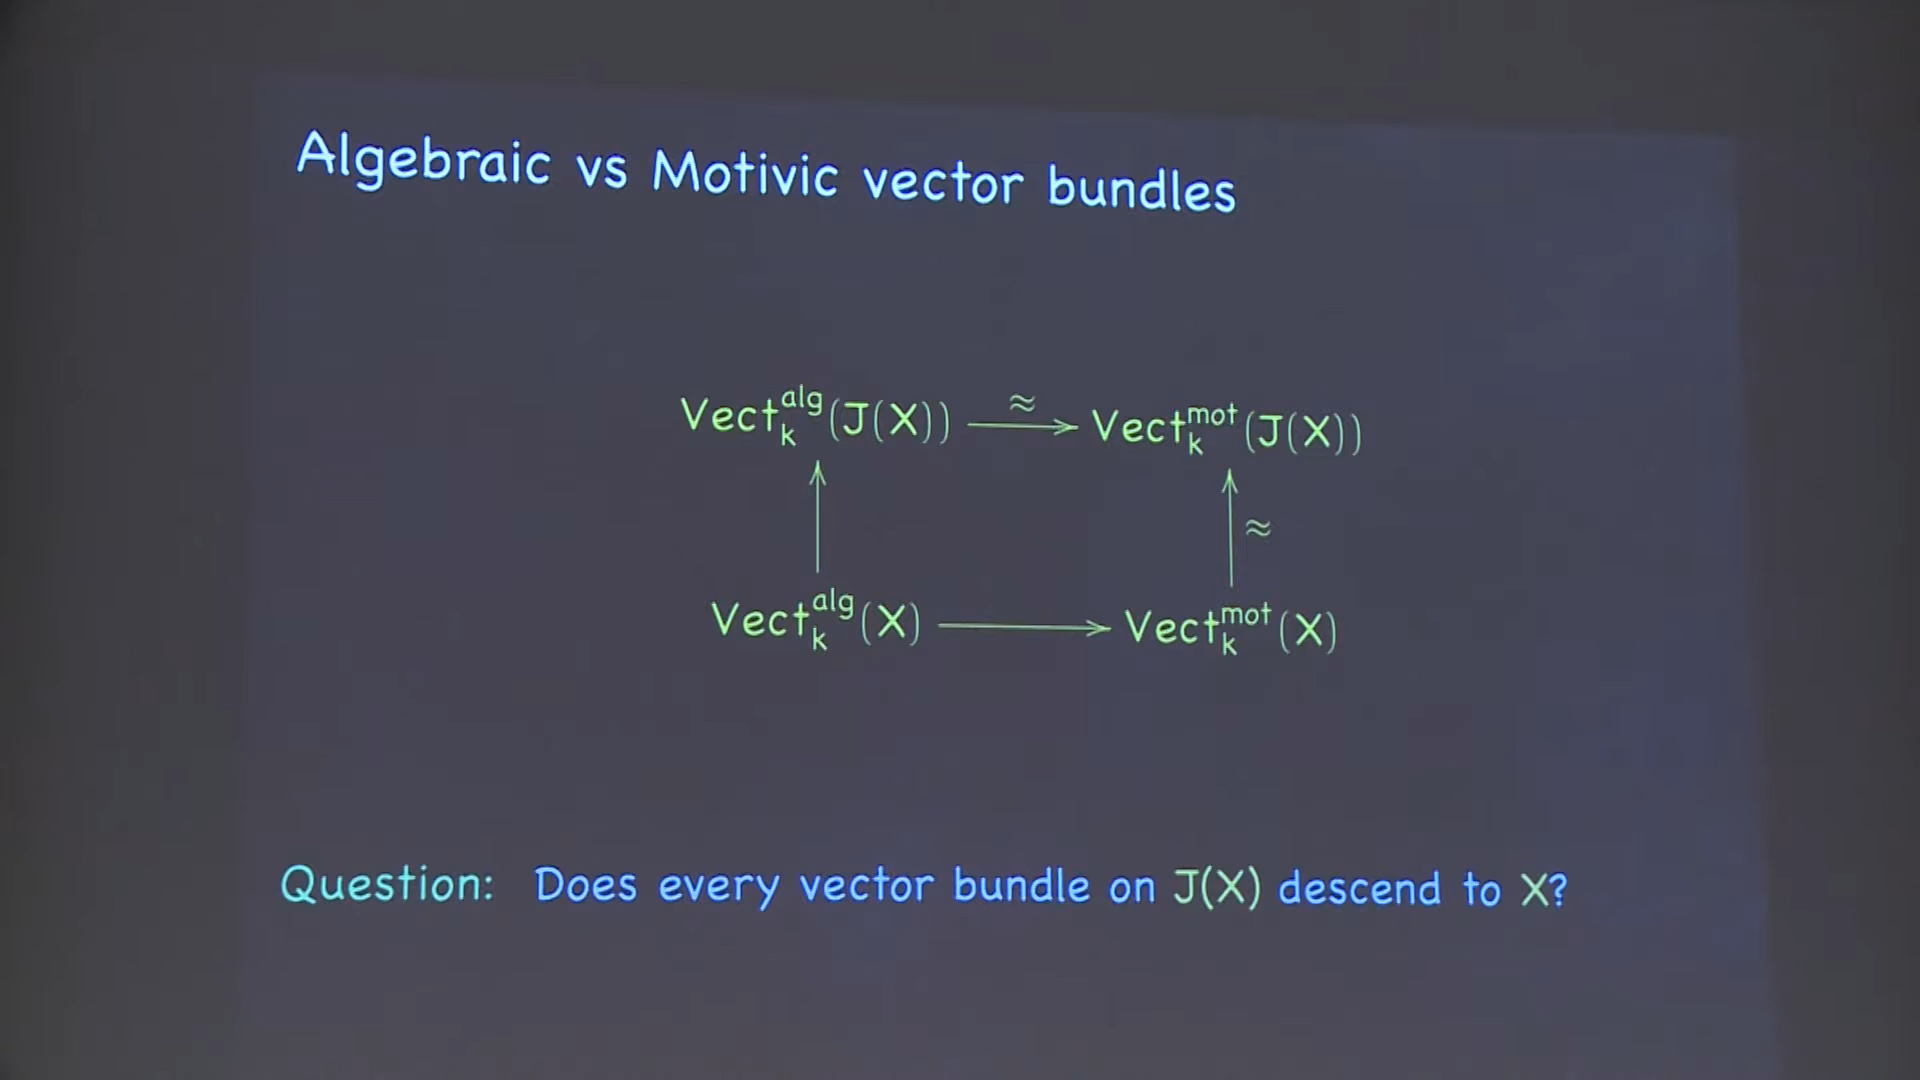 Algebraic vs Motivic vector bundles
Vect_k^alg(J(X)) ≈ Vect_k^mot(J(X))
≈
Vect_k^alg(X) Vect_k^mot(X)
Question: Does every vector bundle on J(X) descend to X?